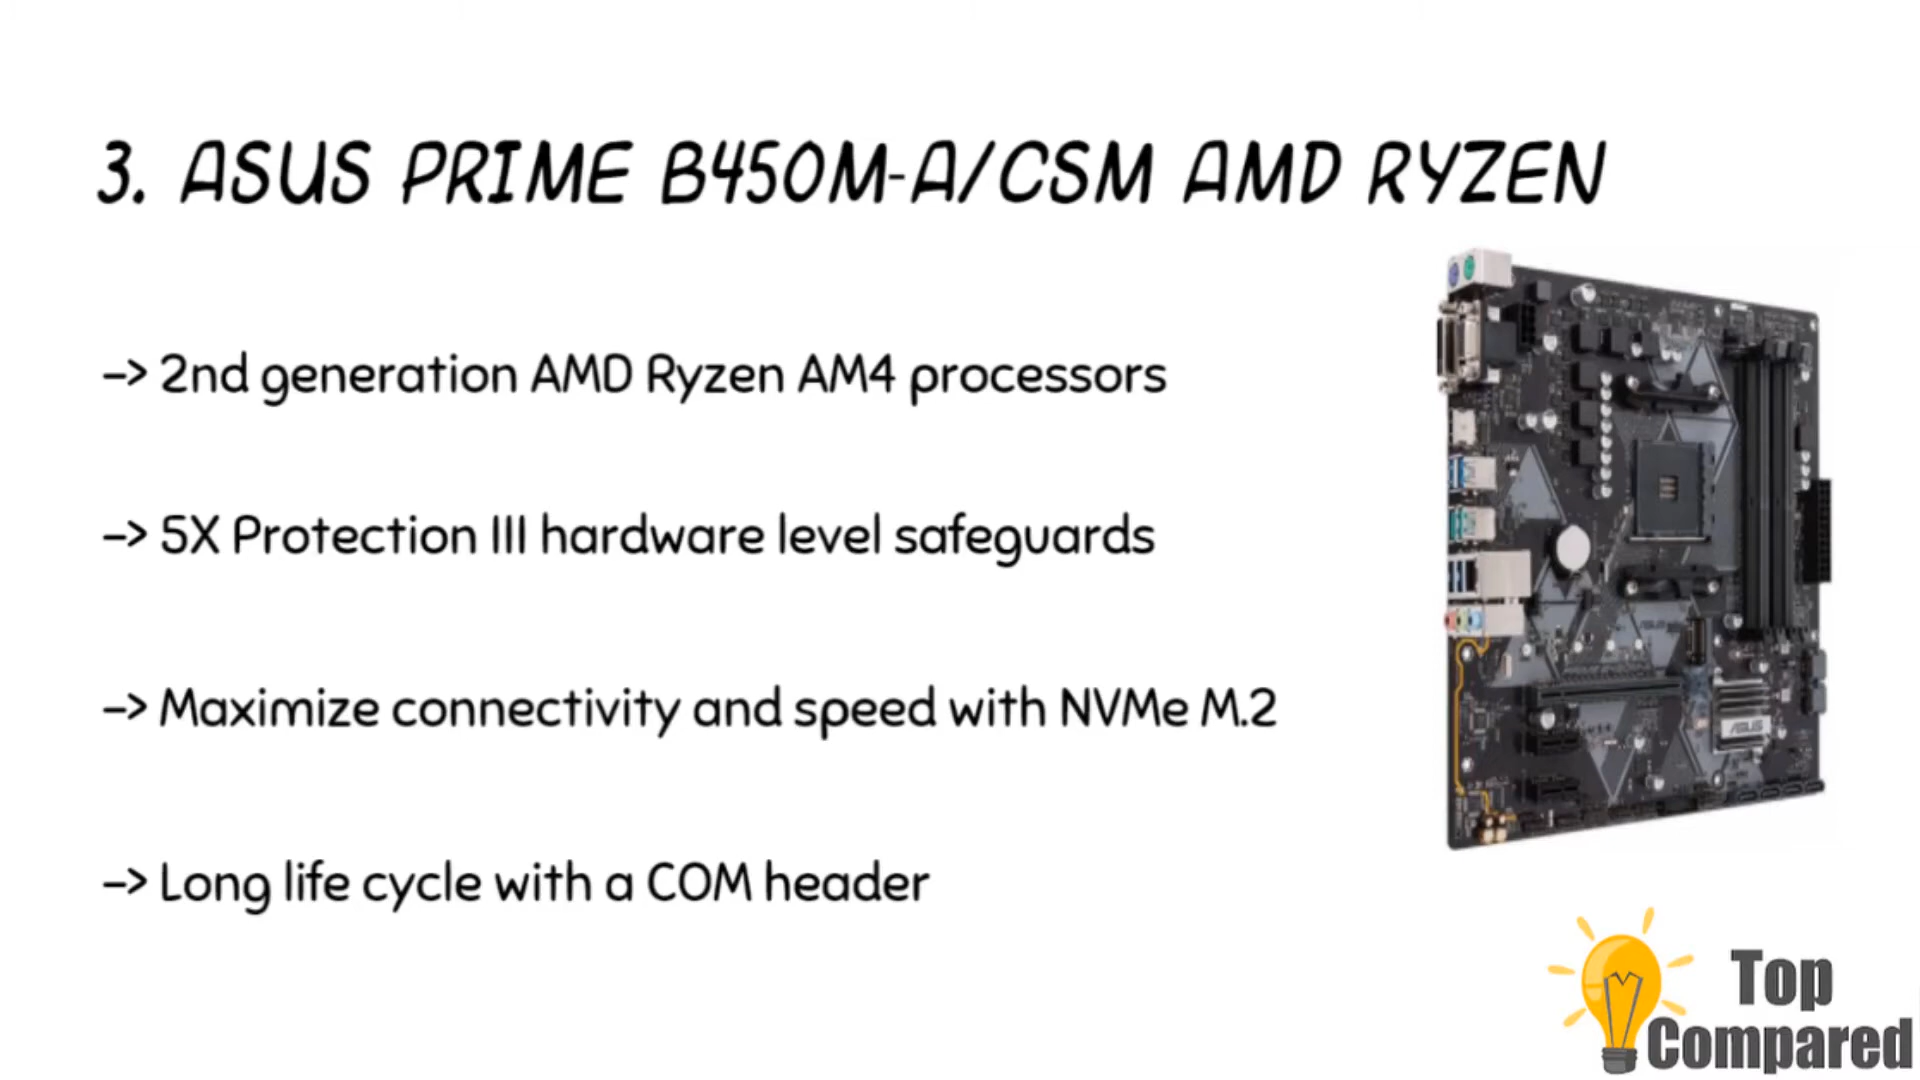 3. ASUS PRIME B450M-A/CSM AMD RYZEN
–> 2nd generation AMD Ryzen AM4 processors
–> 5X Protection III hardware level safeguards
–> Maximize connectivity and speed with NVMe M.2
–> Long life cycle with a COM header
ASUS
Top
Compared